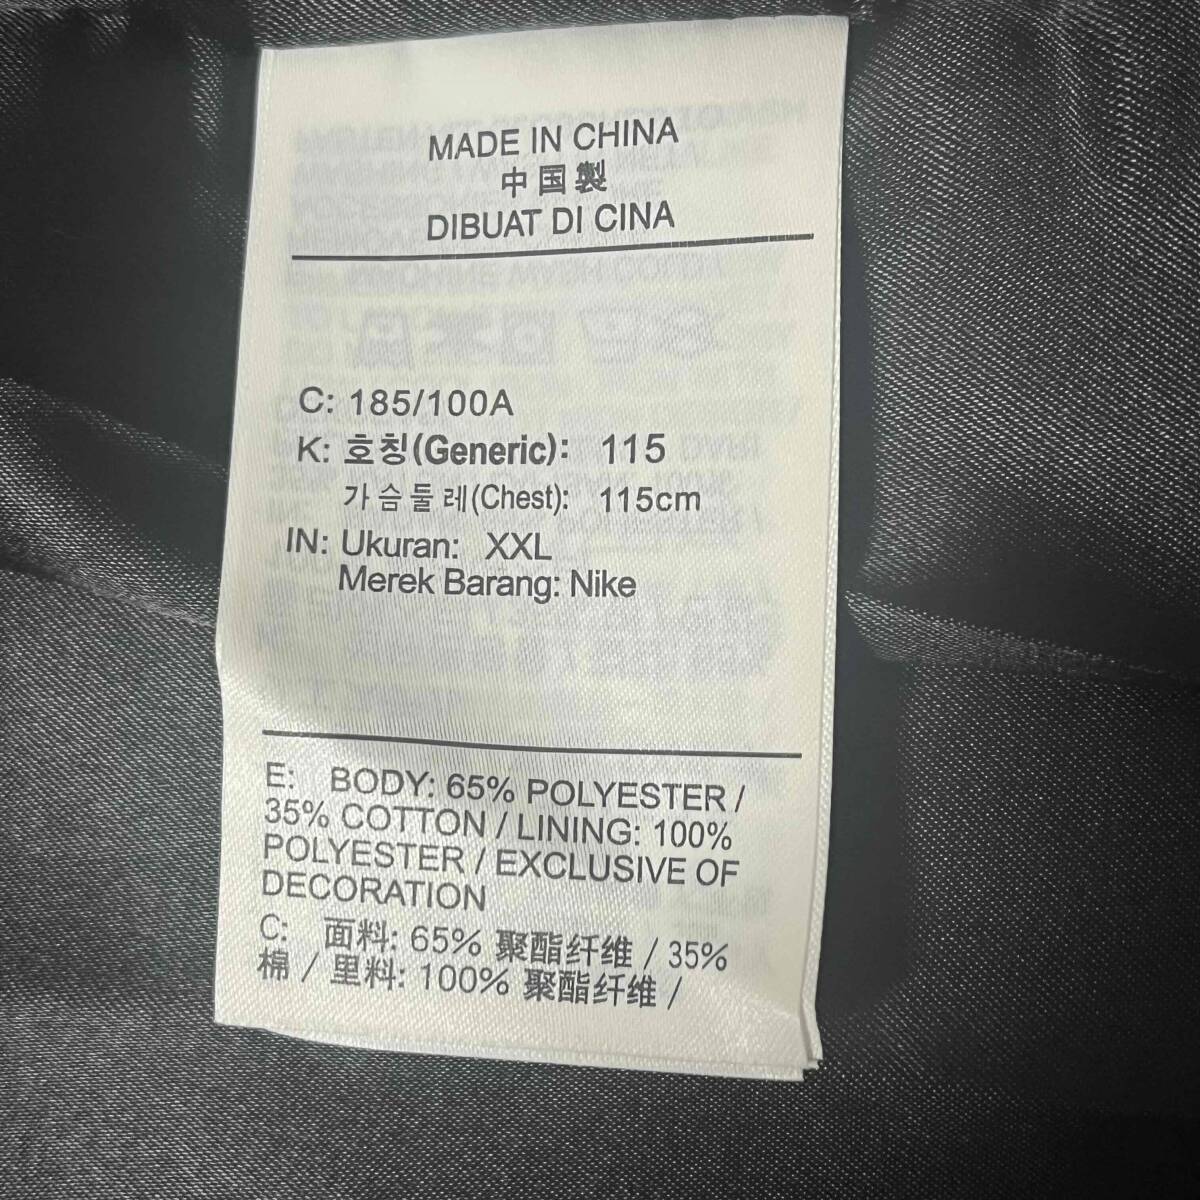 MADE IN CHINA
中国製
DIBUAT DI CINA
C: 185/100A
K: 호칭(Generic): 115
가슴둘레(Chest): 115cm
IN: Ukuran: XXL
Merek Barang: Nike
E: BODY: 65% POLYESTER /
35% COTTON / LINING: 100%
POLYESTER / EXCLUSIVE OF
DECORATION
C: 面料: 65% 聚酯纤维 / 35%
棉 / 里料: 100% 聚酯纤维 /